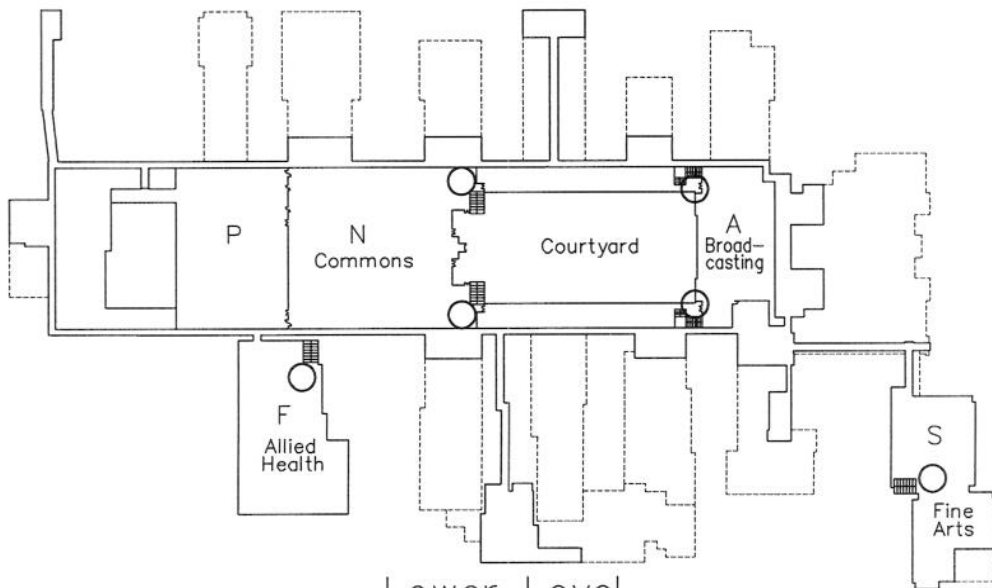 P
N
Commons
Courtyard
A
Broad-
casting
F
Allied
Health
S
Fine
Arts
Lower Level